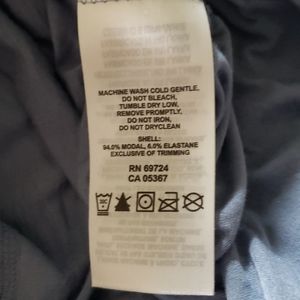 MACHINE WASH COLD GENTLE,
DO NOT BLEACH,
TUMBLE DRY LOW,
REMOVE PROMPTLY,
DO NOT IRON,
DO NOT DRYCLEAN
SHELL:
94.0% MODAL, 6.0% ELASTANE
EXCLUSIVE OF TRIMMING
RN 69724
CA 05367